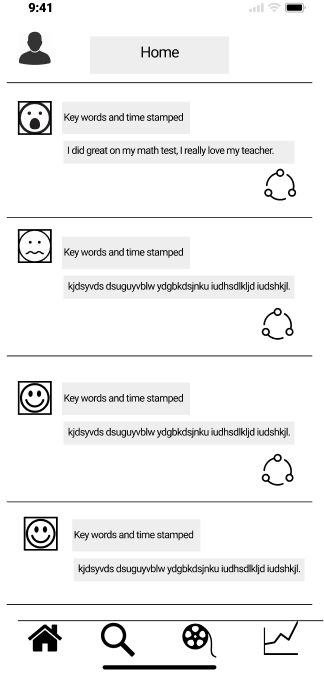 9:41
Home
Key words and time stamped
I did great on my math test, I really love my teacher.
Key words and time stamped
kjdsyvds dsuguyvblw ydgbkdsjnku iudhsdlkljd iudshkjl.
Key words and time stamped
kjdsyvds dsuguyvblw ydgbkdsjnku iudhsdlkljd iudshkjl.
Key words and time stamped
kjdsyvds dsuguyvblw ydgbkdsjnku iudhsdlkljd iudshkjl.